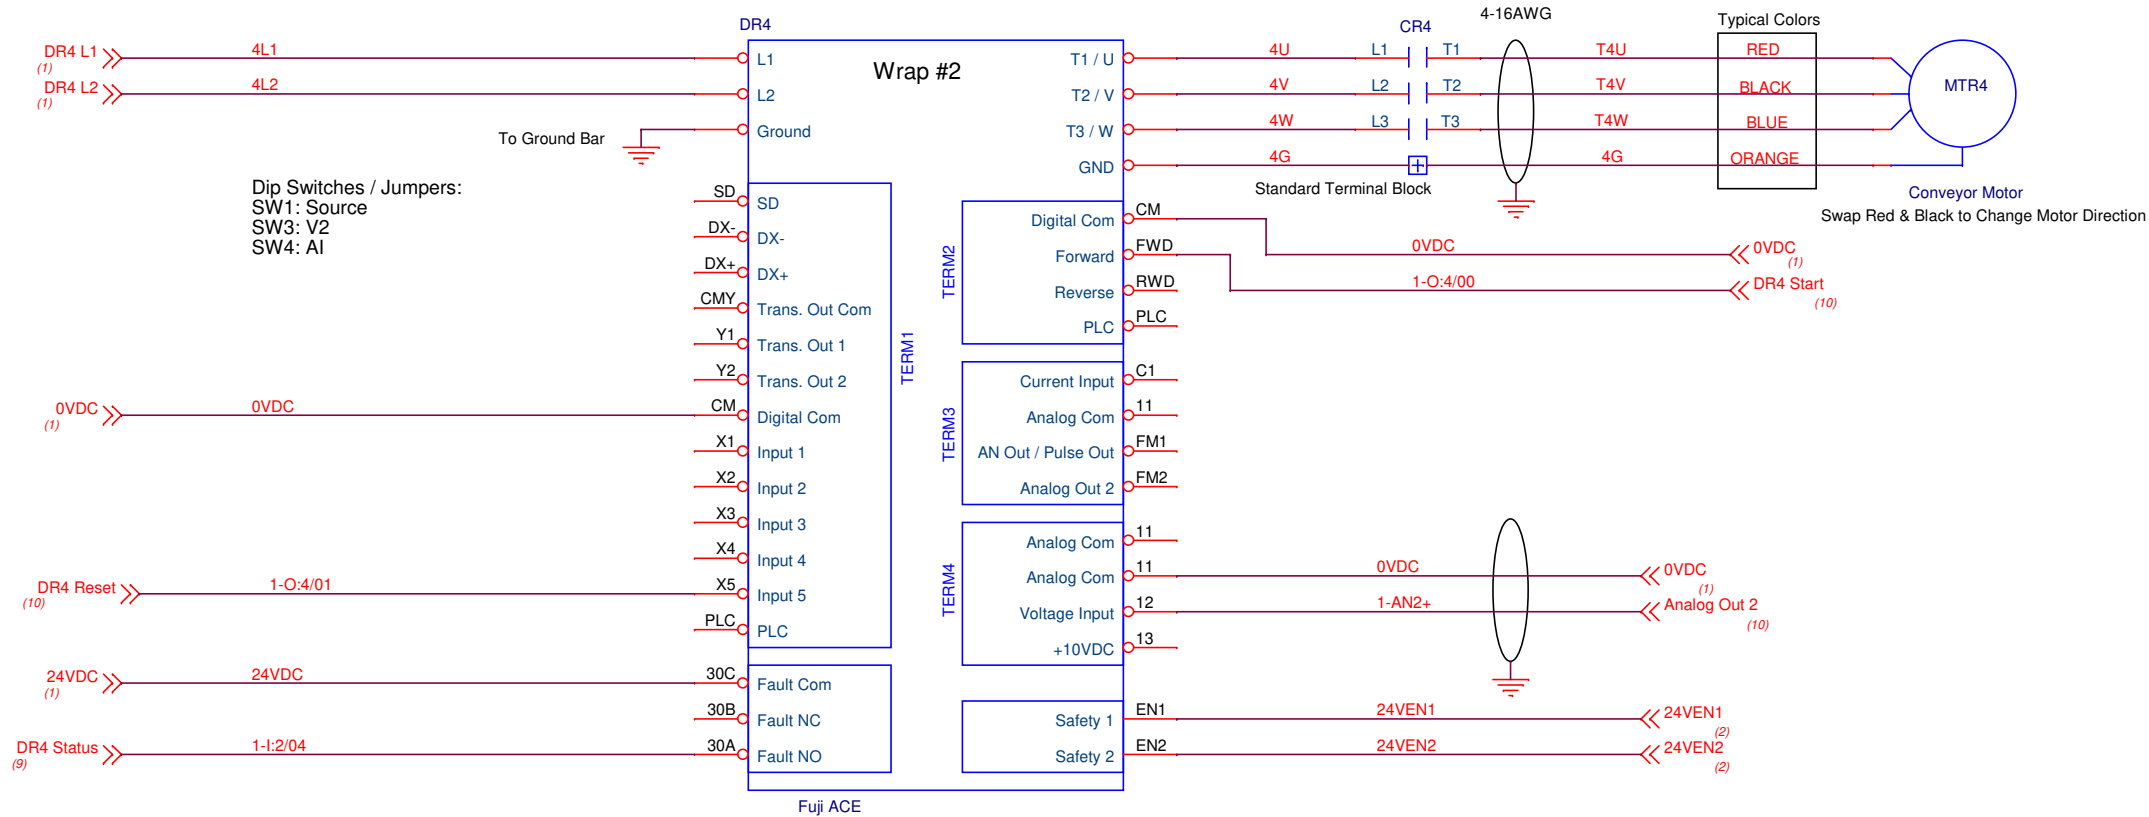 DR4
Wrap #2
DR4 L1
(1)
4L1
L1
DR4 L2
(1)
4L2
L2
To Ground Bar
Ground
Dip Switches / Jumpers:
SW1: Source
SW3: V2
SW4: AI
SD
SD
DX-
DX-
DX+
DX+
CMY
Trans. Out Com
Y1
Trans. Out 1
Y2
Trans. Out 2
0VDC
(1)
0VDC
CM
Digital Com
X1
Input 1
X2
Input 2
X3
Input 3
X4
Input 4
DR4 Reset
(10)
1-O:4/01
X5
Input 5
PLC
PLC
TERM1
24VDC
(1)
24VDC
30C
Fault Com
30B
Fault NC
DR4 Status
(9)
1-I:2/04
30A
Fault NO
Fuji ACE
4-16AWG
CR4
Typical Colors
T1 / U
4U
L1
T1
T4U
RED
T2 / V
4V
L2
T2
T4V
BLACK
T3 / W
4W
L3
T3
T4W
BLUE
GND
4G
4G
ORANGE
MTR4
Standard Terminal Block
Conveyor Motor
Swap Red & Black to Change Motor Direction
TERM2
Digital Com
CM
0VDC
0VDC
(1)
Forward
FWD
1-O:4/00
DR4 Start
(10)
Reverse
RWD
PLC
PLC
TERM3
Current Input
C1
Analog Com
11
AN Out / Pulse Out
FM1
Analog Out 2
FM2
TERM4
Analog Com
11
Analog Com
11
0VDC
0VDC
(1)
Voltage Input
12
1-AN2+
Analog Out 2
(10)
+10VDC
13
Safety 1
EN1
24VEN1
24VEN1
(2)
Safety 2
EN2
24VEN2
24VEN2
(2)